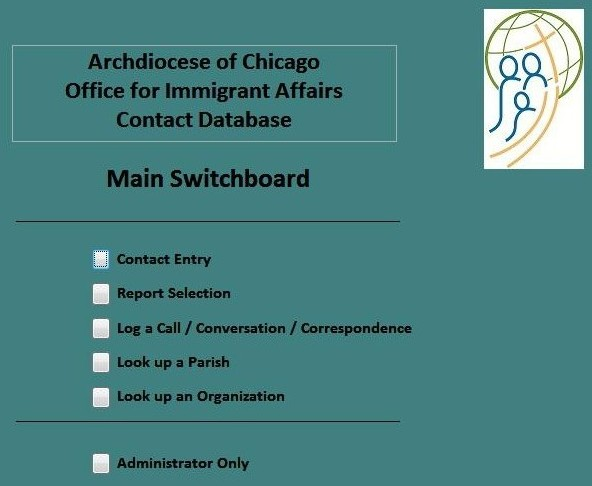 Archdiocese of Chicago
Office for Immigrant Affairs
Contact Database
Main Switchboard
Contact Entry
Report Selection
Log a Call / Conversation / Correspondence
Look up a Parish
Look up an Organization
Administrator Only